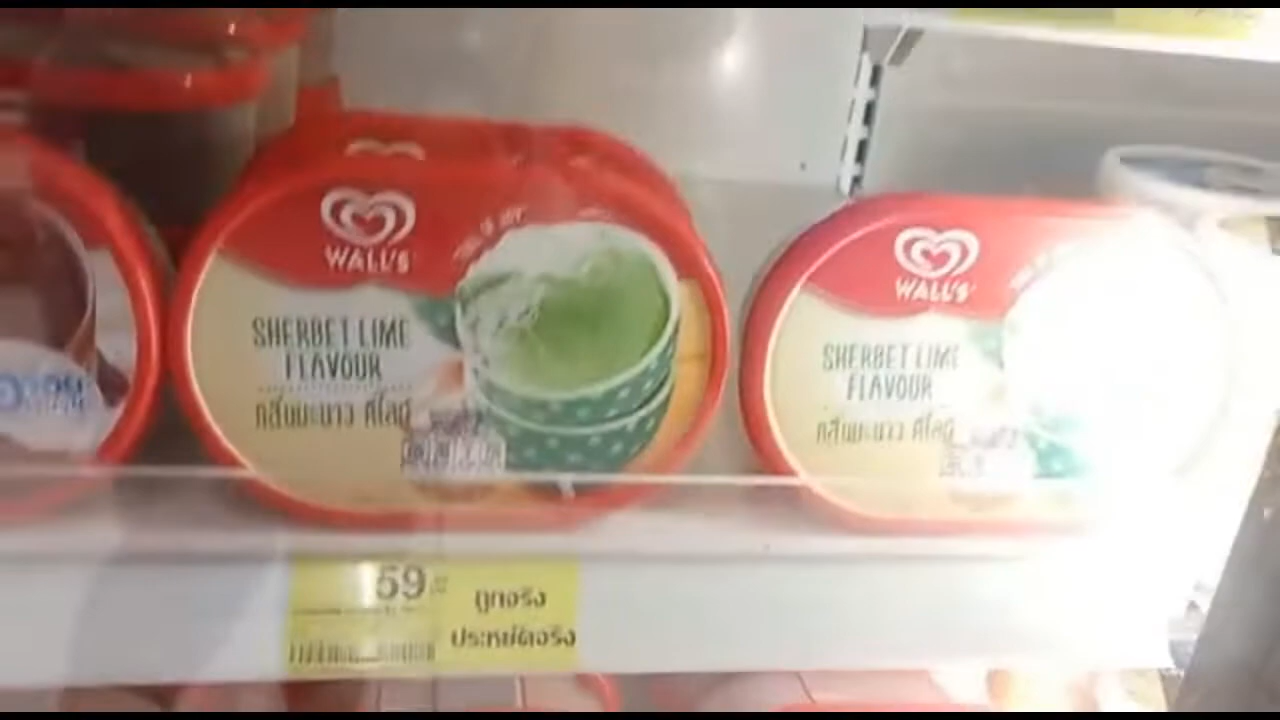 WALL'S
SHERBET LIME
FLAVOUR
กลิ่นมะนาว
WALL'S
SHERBET LIME
FLAVOUR
กลิ่นมะนาว
59
ถูกจริง
ประหยัดจริง